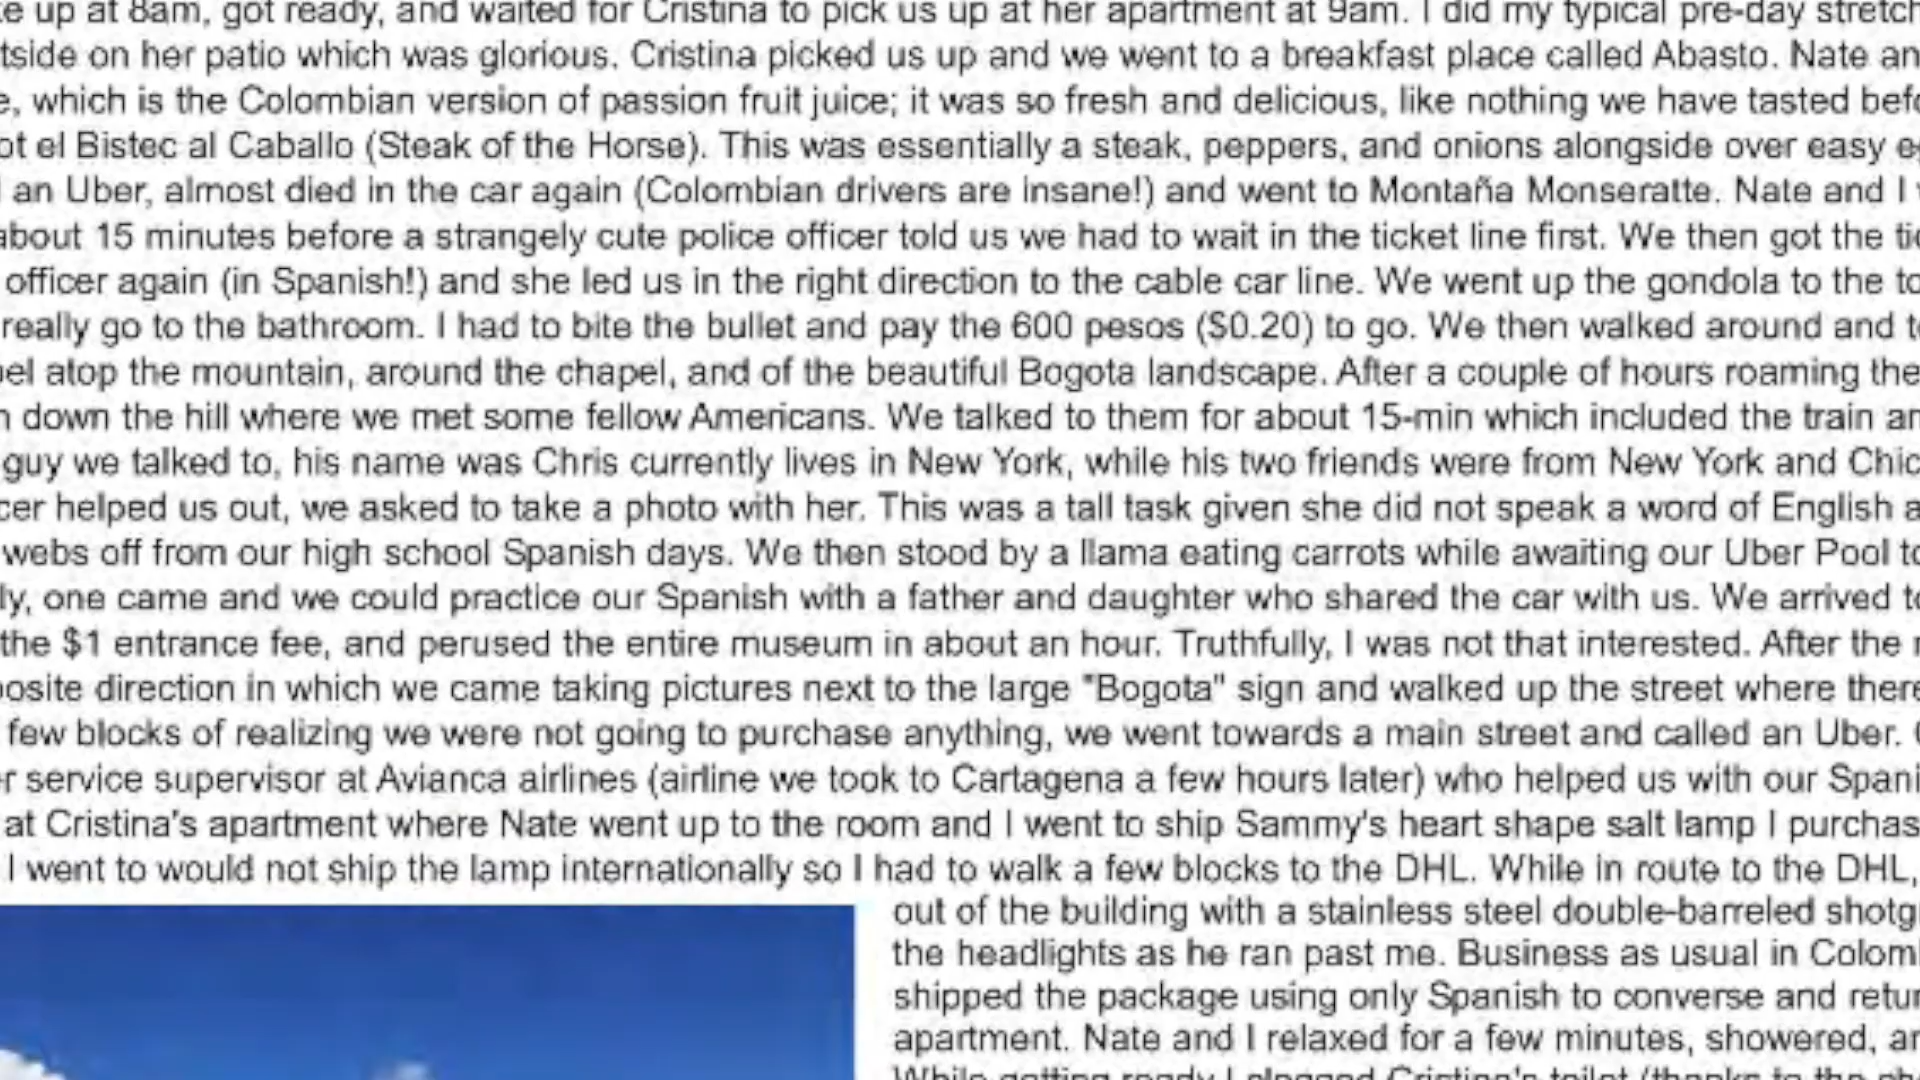 up at 8am, got ready, and waited for Cristina to pick us up at her apartment at 9am. I did my typical pre-day stretch
tside on her patio which was glorious. Cristina picked us up and we went to a breakfast place called Abasto. Nate an
e, which is the Colombian version of passion fruit juice; it was so fresh and delicious, like nothing we have tasted befo
ot el Bistec al Caballo (Steak of the Horse). This was essentially a steak, peppers, and onions alongside over easy e
an Uber, almost died in the car again (Colombian drivers are insane!) and went to Montaña Monseratte. Nate and I
about 15 minutes before a strangely cute police officer told us we had to wait in the ticket line first. We then got the tic
officer again (in Spanish!) and she led us in the right direction to the cable car line. We went up the gondola to the to
really go to the bathroom. I had to bite the bullet and pay the 600 pesos ($0.20) to go. We then walked around and t
el atop the mountain, around the chapel, and of the beautiful Bogota landscape. After a couple of hours roaming the
n down the hill where we met some fellow Americans. We talked to them for about 15-min which included the train an
guy we talked to, his name was Chris currently lives in New York, while his two friends were from New York and Chic
cer helped us out, we asked to take a photo with her. This was a tall task given she did not speak a word of English a
webs off from our high school Spanish days. We then stood by a llama eating carrots while awaiting our Uber Pool to
ly, one came and we could practice our Spanish with a father and daughter who shared the car with us. We arrived to
the $1 entrance fee, and perused the entire museum in about an hour. Truthfully, I was not that interested. After the
posite direction in which we came taking pictures next to the large "Bogota" sign and walked up the street where there
few blocks of realizing we were not going to purchase anything, we went towards a main street and called an Uber.
r service supervisor at Avianca airlines (airline we took to Cartagena a few hours later) who helped us with our Spani
at Cristina's apartment where Nate went up to the room and I went to ship Sammy's heart shape salt lamp I purchas
I went to would not ship the lamp internationally so I had to walk a few blocks to the DHL. While in route to the DHL,
out of the building with a stainless steel double-barreled shotg
the headlights as he ran past me. Business as usual in Colom
shipped the package using only Spanish to converse and retur
apartment. Nate and I relaxed for a few minutes, showered, an
While getting ready I clogged Cristina's toilet (thanks to the